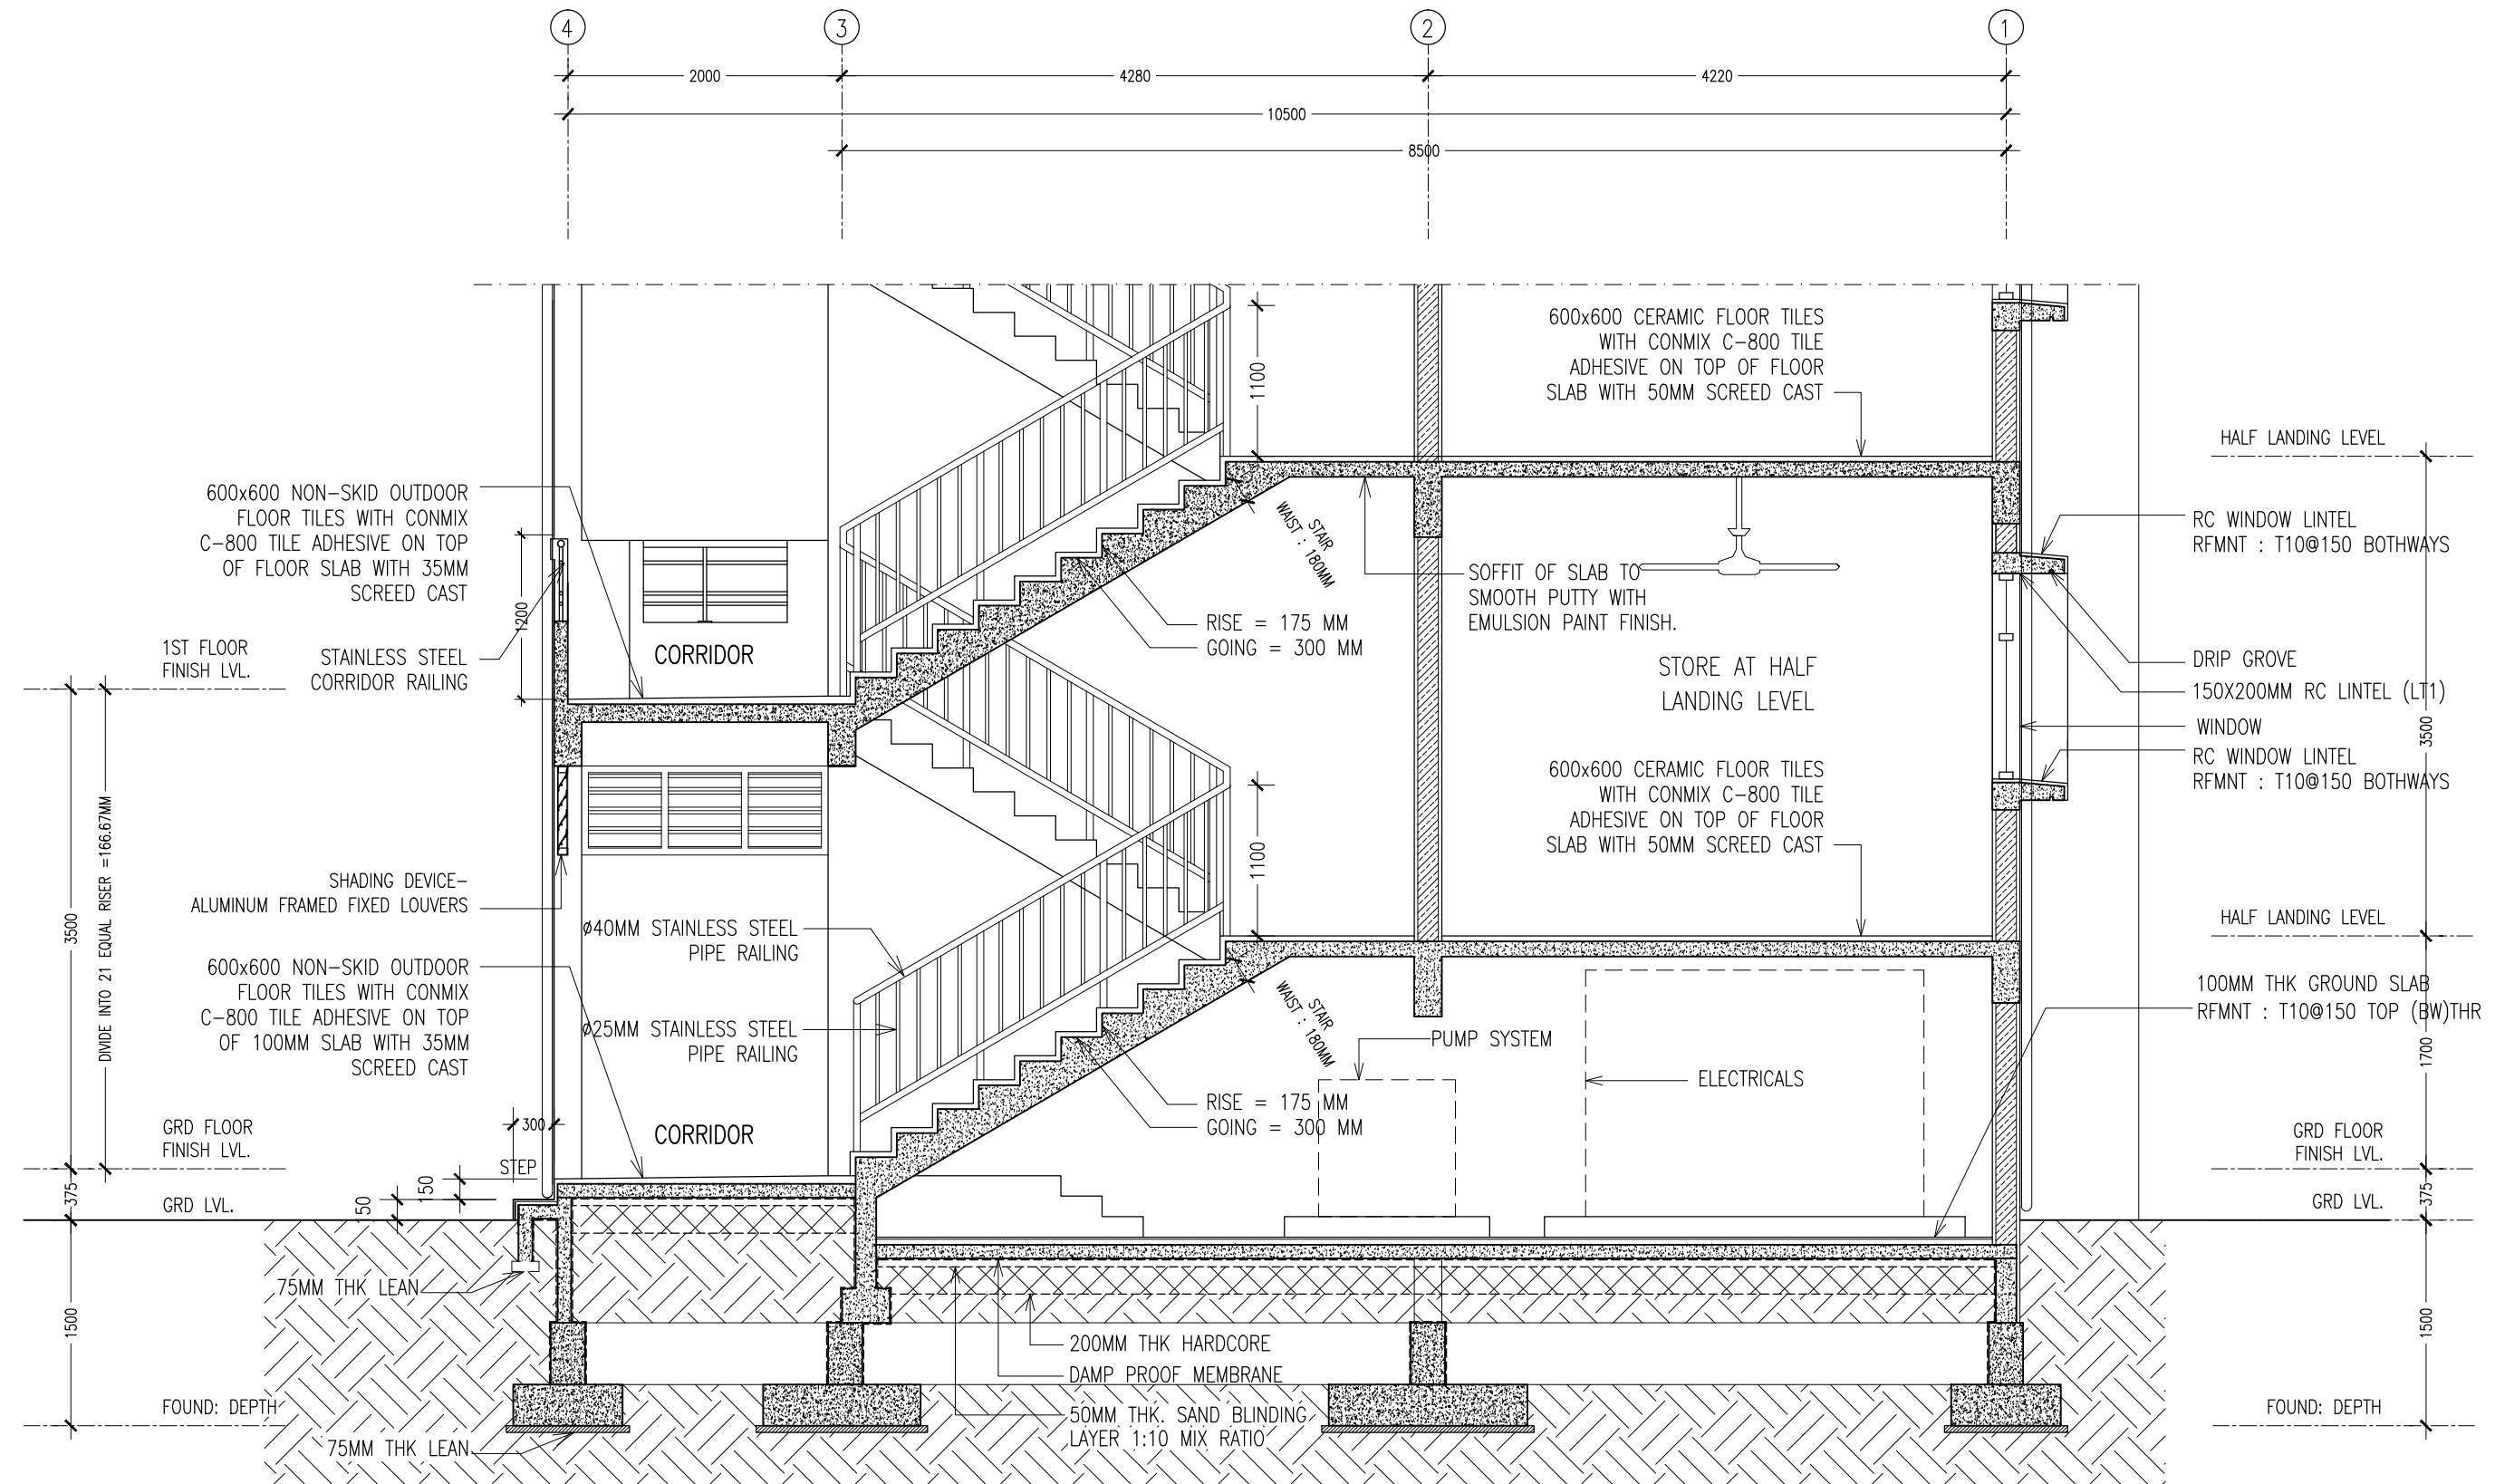 4
3
2
1
2000
4280
4220
10500
8500
600x600 CERAMIC FLOOR TILES
WITH CONMIX C-800 TILE
ADHESIVE ON TOP OF FLOOR
SLAB WITH 50MM SCREED CAST
1100
HALF LANDING LEVEL
600x600 NON-SKID OUTDOOR
FLOOR TILES WITH CONMIX
C-800 TILE ADHESIVE ON TOP
OF FLOOR SLAB WITH 35MM
SCREED CAST
1200
STAIR
WAIST : 180MM
SOFFIT OF SLAB TO
SMOOTH PUTTY WITH
EMULSION PAINT FINISH.
RC WINDOW LINTEL
RFMNT : T10@150 BOTHWAYS
1ST FLOOR
FINISH LVL.
STAINLESS STEEL
CORRIDOR RAILING
CORRIDOR
RISE = 175 MM
GOING = 300 MM
STORE AT HALF
LANDING LEVEL
DRIP GROVE
150X200MM RC LINTEL (LT1)
WINDOW
3500
RC WINDOW LINTEL
RFMNT : T10@150 BOTHWAYS
600x600 CERAMIC FLOOR TILES
WITH CONMIX C-800 TILE
ADHESIVE ON TOP OF FLOOR
SLAB WITH 50MM SCREED CAST
1100
3500
DIVIDE INTO 21 EQUAL RISER =166.67MM
SHADING DEVICE-
ALUMINUM FRAMED FIXED LOUVERS
ø40MM STAINLESS STEEL
PIPE RAILING
HALF LANDING LEVEL
600x600 NON-SKID OUTDOOR
FLOOR TILES WITH CONMIX
C-800 TILE ADHESIVE ON TOP
OF 100MM SLAB WITH 35MM
SCREED CAST
ø25MM STAINLESS STEEL
PIPE RAILING
STAIR
WAIST : 180MM
PUMP SYSTEM
ELECTRICALS
100MM THK GROUND SLAB
RFMNT : T10@150 TOP (BW)THR
1700
RISE = 175 MM
GOING = 300 MM
GRD FLOOR
FINISH LVL.
300
CORRIDOR
GRD FLOOR
FINISH LVL.
STEP
375
150
150
GRD LVL.
GRD LVL.
375
75MM THK LEAN
1500
200MM THK HARDCORE
DAMP PROOF MEMBRANE
50MM THK. SAND BLINDING
LAYER 1:10 MIX RATIO
1500
FOUND: DEPTH
FOUND: DEPTH
75MM THK LEAN